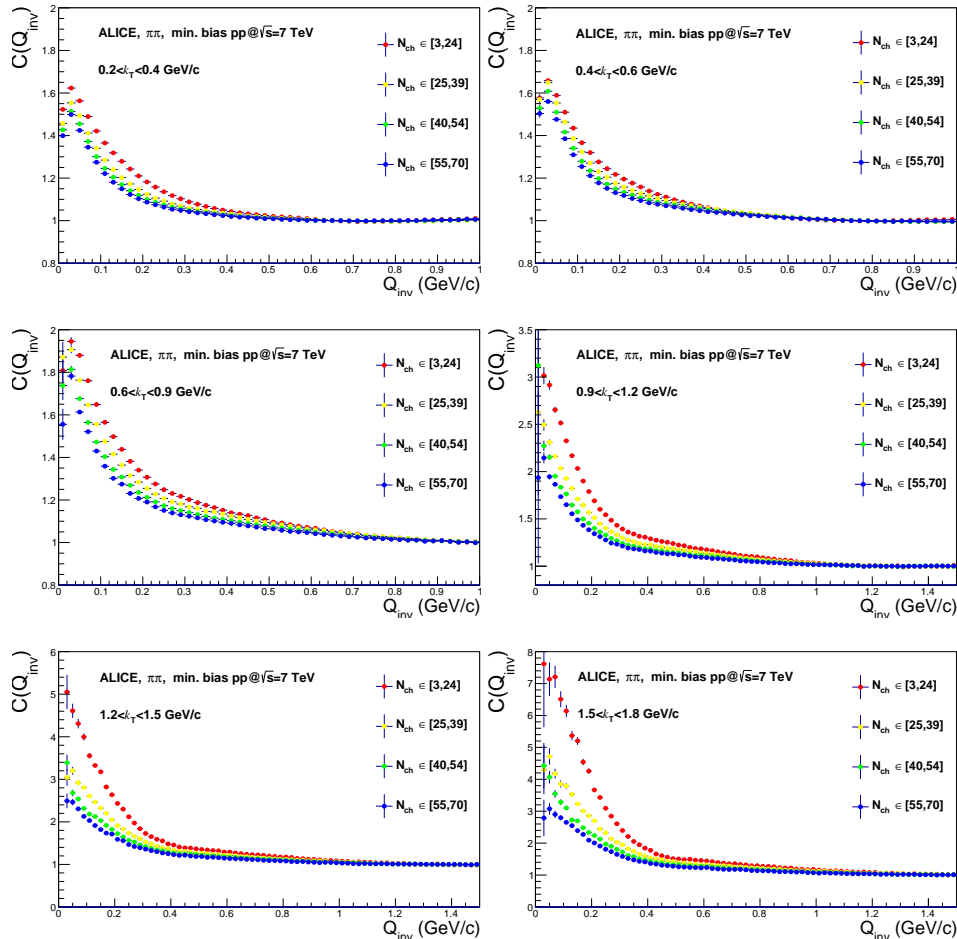 C(Q_inv)
2
1.8
1.6
1.4
1.2
1
0.8
ALICE, ππ, min. bias pp@√s=7 TeV
0.2<k_T<0.4 GeV/c
N_ch ∈ [3,24]
N_ch ∈ [25,39]
N_ch ∈ [40,54]
N_ch ∈ [55,70]
0 0.1 0.2 0.3 0.4 0.5 0.6 0.7 0.8 0.9 1
Q_inv (GeV/c)
C(Q_inv)
2
1.8
1.6
1.4
1.2
1
0.8
ALICE, ππ, min. bias pp@√s=7 TeV
0.4<k_T<0.6 GeV/c
N_ch ∈ [3,24]
N_ch ∈ [25,39]
N_ch ∈ [40,54]
N_ch ∈ [55,70]
0 0.1 0.2 0.3 0.4 0.5 0.6 0.7 0.8 0.9 1
Q_inv (GeV/c)
C(Q_inv)
2
1.8
1.6
1.4
1.2
1
0.8
ALICE, ππ, min. bias pp@√s=7 TeV
0.6<k_T<0.9 GeV/c
N_ch ∈ [3,24]
N_ch ∈ [25,39]
N_ch ∈ [40,54]
N_ch ∈ [55,70]
0 0.1 0.2 0.3 0.4 0.5 0.6 0.7 0.8 0.9 1
Q_inv (GeV/c)
C(Q_inv)
3.5
3
2.5
2
1.5
1
ALICE, ππ, min. bias pp@√s=7 TeV
0.9<k_T<1.2 GeV/c
N_ch ∈ [3,24]
N_ch ∈ [25,39]
N_ch ∈ [40,54]
N_ch ∈ [55,70]
0 0.2 0.4 0.6 0.8 1 1.2 1.4
Q_inv (GeV/c)
C(Q_inv)
6
5
4
3
2
1
0
ALICE, ππ, min. bias pp@√s=7 TeV
1.2<k_T<1.5 GeV/c
N_ch ∈ [3,24]
N_ch ∈ [25,39]
N_ch ∈ [40,54]
N_ch ∈ [55,70]
0 0.2 0.4 0.6 0.8 1 1.2 1.4
Q_inv (GeV/c)
C(Q_inv)
8
7
6
5
4
3
2
1
0
ALICE, ππ, min. bias pp@√s=7 TeV
1.5<k_T<1.8 GeV/c
N_ch ∈ [3,24]
N_ch ∈ [25,39]
N_ch ∈ [40,54]
N_ch ∈ [55,70]
0 0.2 0.4 0.6 0.8 1 1.2 1.4
Q_inv (GeV/c)